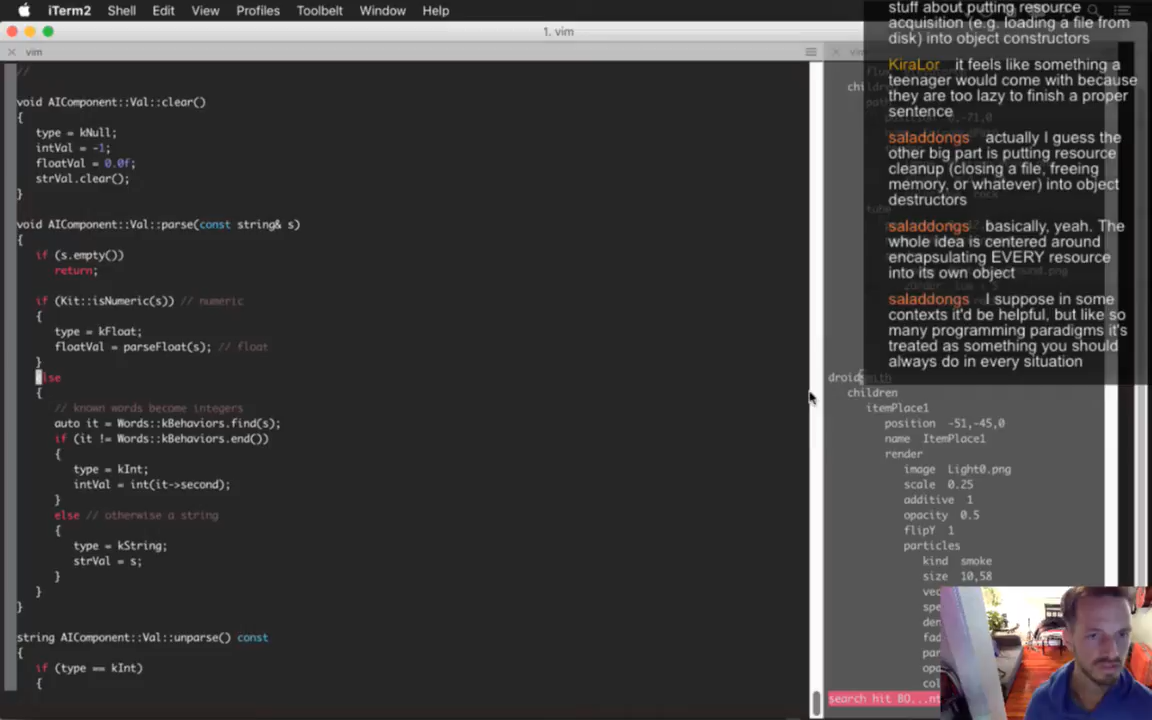 iTerm2 Shell Edit View Profiles Toolbelt Window Help
1. vim
vim
//
void AIComponent::Val::clear()
{
type = kNull;
intVal = -1;
floatVal = 0.0f;
strVal.clear();
}
void AIComponent::Val::parse(const string& s)
{
if (s.empty())
return;
if (Kit::isNumeric(s)) // numeric
{
type = kFloat;
floatVal = parseFloat(s); // float
}
else
{
// known words become integers
auto it = Words::kBehaviors.find(s);
if (it != Words::kBehaviors.end())
{
type = kInt;
intVal = int(it->second);
}
else // otherwise a string
{
type = kString;
strVal = s;
}
}
}
string AIComponent::Val::unparse() const
{
if (type == kInt)
{
stuff about putting resource
acquisition (e.g. loading a file from
disk) into object constructors
KiraLor it feels like something a
teenager would come with because
they are too lazy to finish a proper
sentence
saladdongs actually I guess the
other big part is putting resource
cleanup (closing a file, freeing
memory, or whatever) into object
destructors
saladdongs basically, yeah. The
whole idea is centered around
encapsulating EVERY resource
into its own object
saladdongs I suppose in some
contexts it'd be helpful, but like so
many programming paradigms it's
treated as something you should
always do in every situation
droidsmith
children
itemPlace1
position -51,-45,0
name ItemPlace1
render
image Light0.png
scale 0.25
additive 1
opacity 0.5
flipY 1
particles
kind smoke
size 10,58
search hit BO...nt